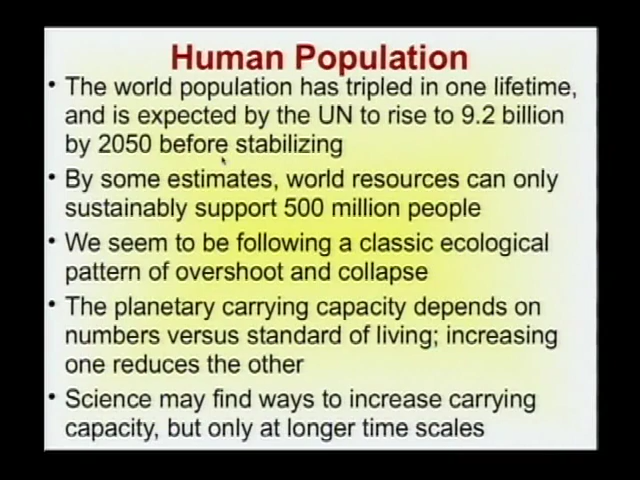 Human Population
• The world population has tripled in one lifetime,
and is expected by the UN to rise to 9.2 billion
by 2050 before stabilizing
• By some estimates, world resources can only
sustainably support 500 million people
• We seem to be following a classic ecological
pattern of overshoot and collapse
• The planetary carrying capacity depends on
numbers versus standard of living; increasing
one reduces the other
• Science may find ways to increase carrying
capacity, but only at longer time scales